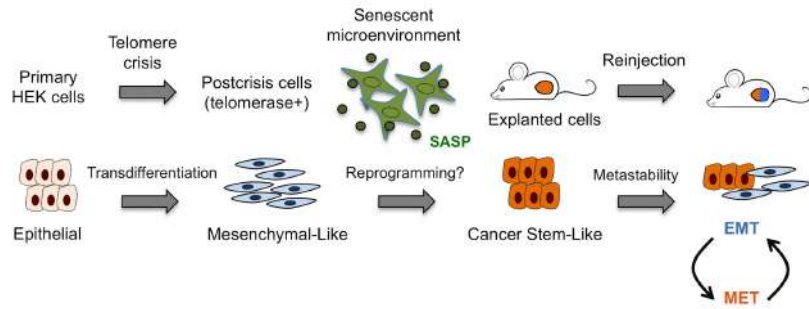 Primary
HEK cells
Telomere
crisis
Postcrisis cells
(telomerase+)
Senescent
microenvironment
SASP
Explanted cells
Reinjection
Epithelial
Transdifferentiation
Mesenchymal-Like
Reprogramming?
Cancer Stem-Like
Metastability
EMT
MET